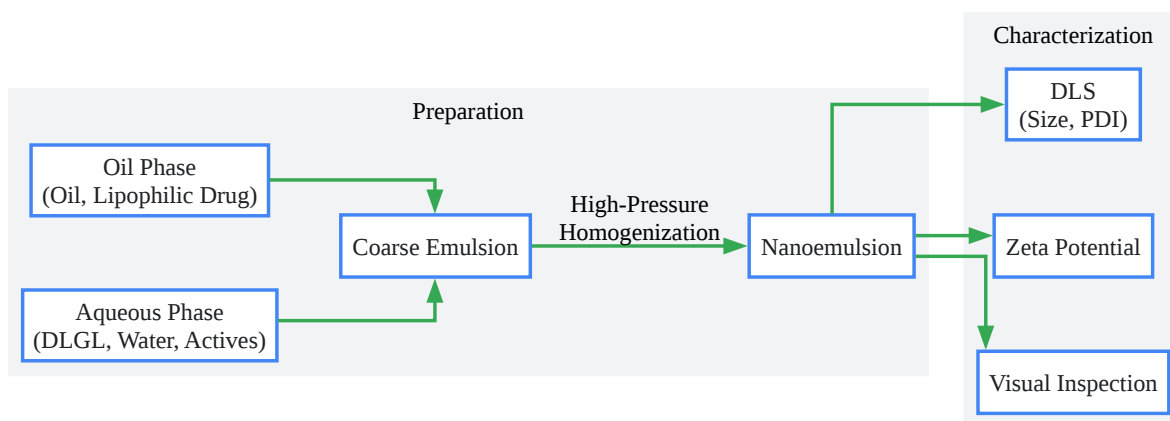 Preparation
Oil Phase
(Oil, Lipophilic Drug)
Aqueous Phase
(DLGL, Water, Actives)
Coarse Emulsion
High-Pressure
Homogenization
Nanoemulsion
Characterization
DLS
(Size, PDI)
Zeta Potential
Visual Inspection